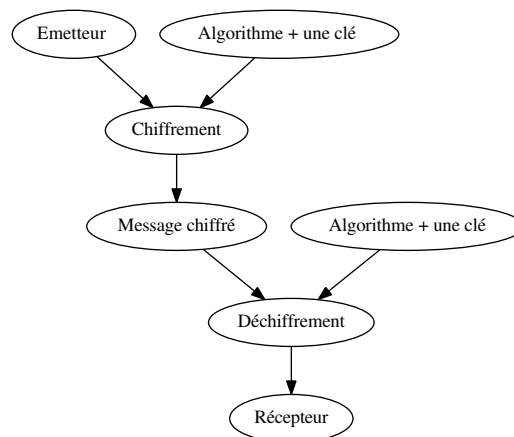 Emetteur
Algorithme + une clé
Chiffrement
Message chiffré
Algorithme + une clé
Déchiffrement
Récepteur